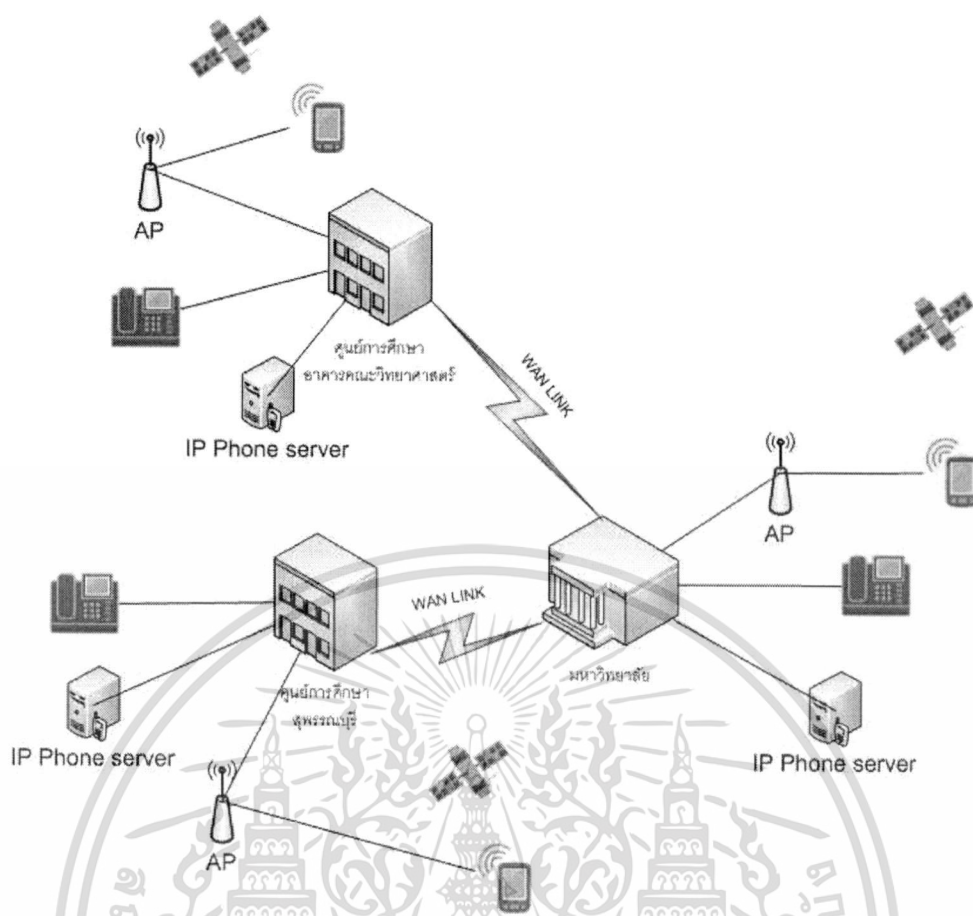 AP
ศูนย์การศึกษา
อาคารคณะวิทยาศาสตร์
IP Phone server
WAN LINK
AP
WAN LINK
มหาวิทยาลัย
ศูนย์การศึกษา
สุพรรณบุรี
IP Phone server
IP Phone server
AP